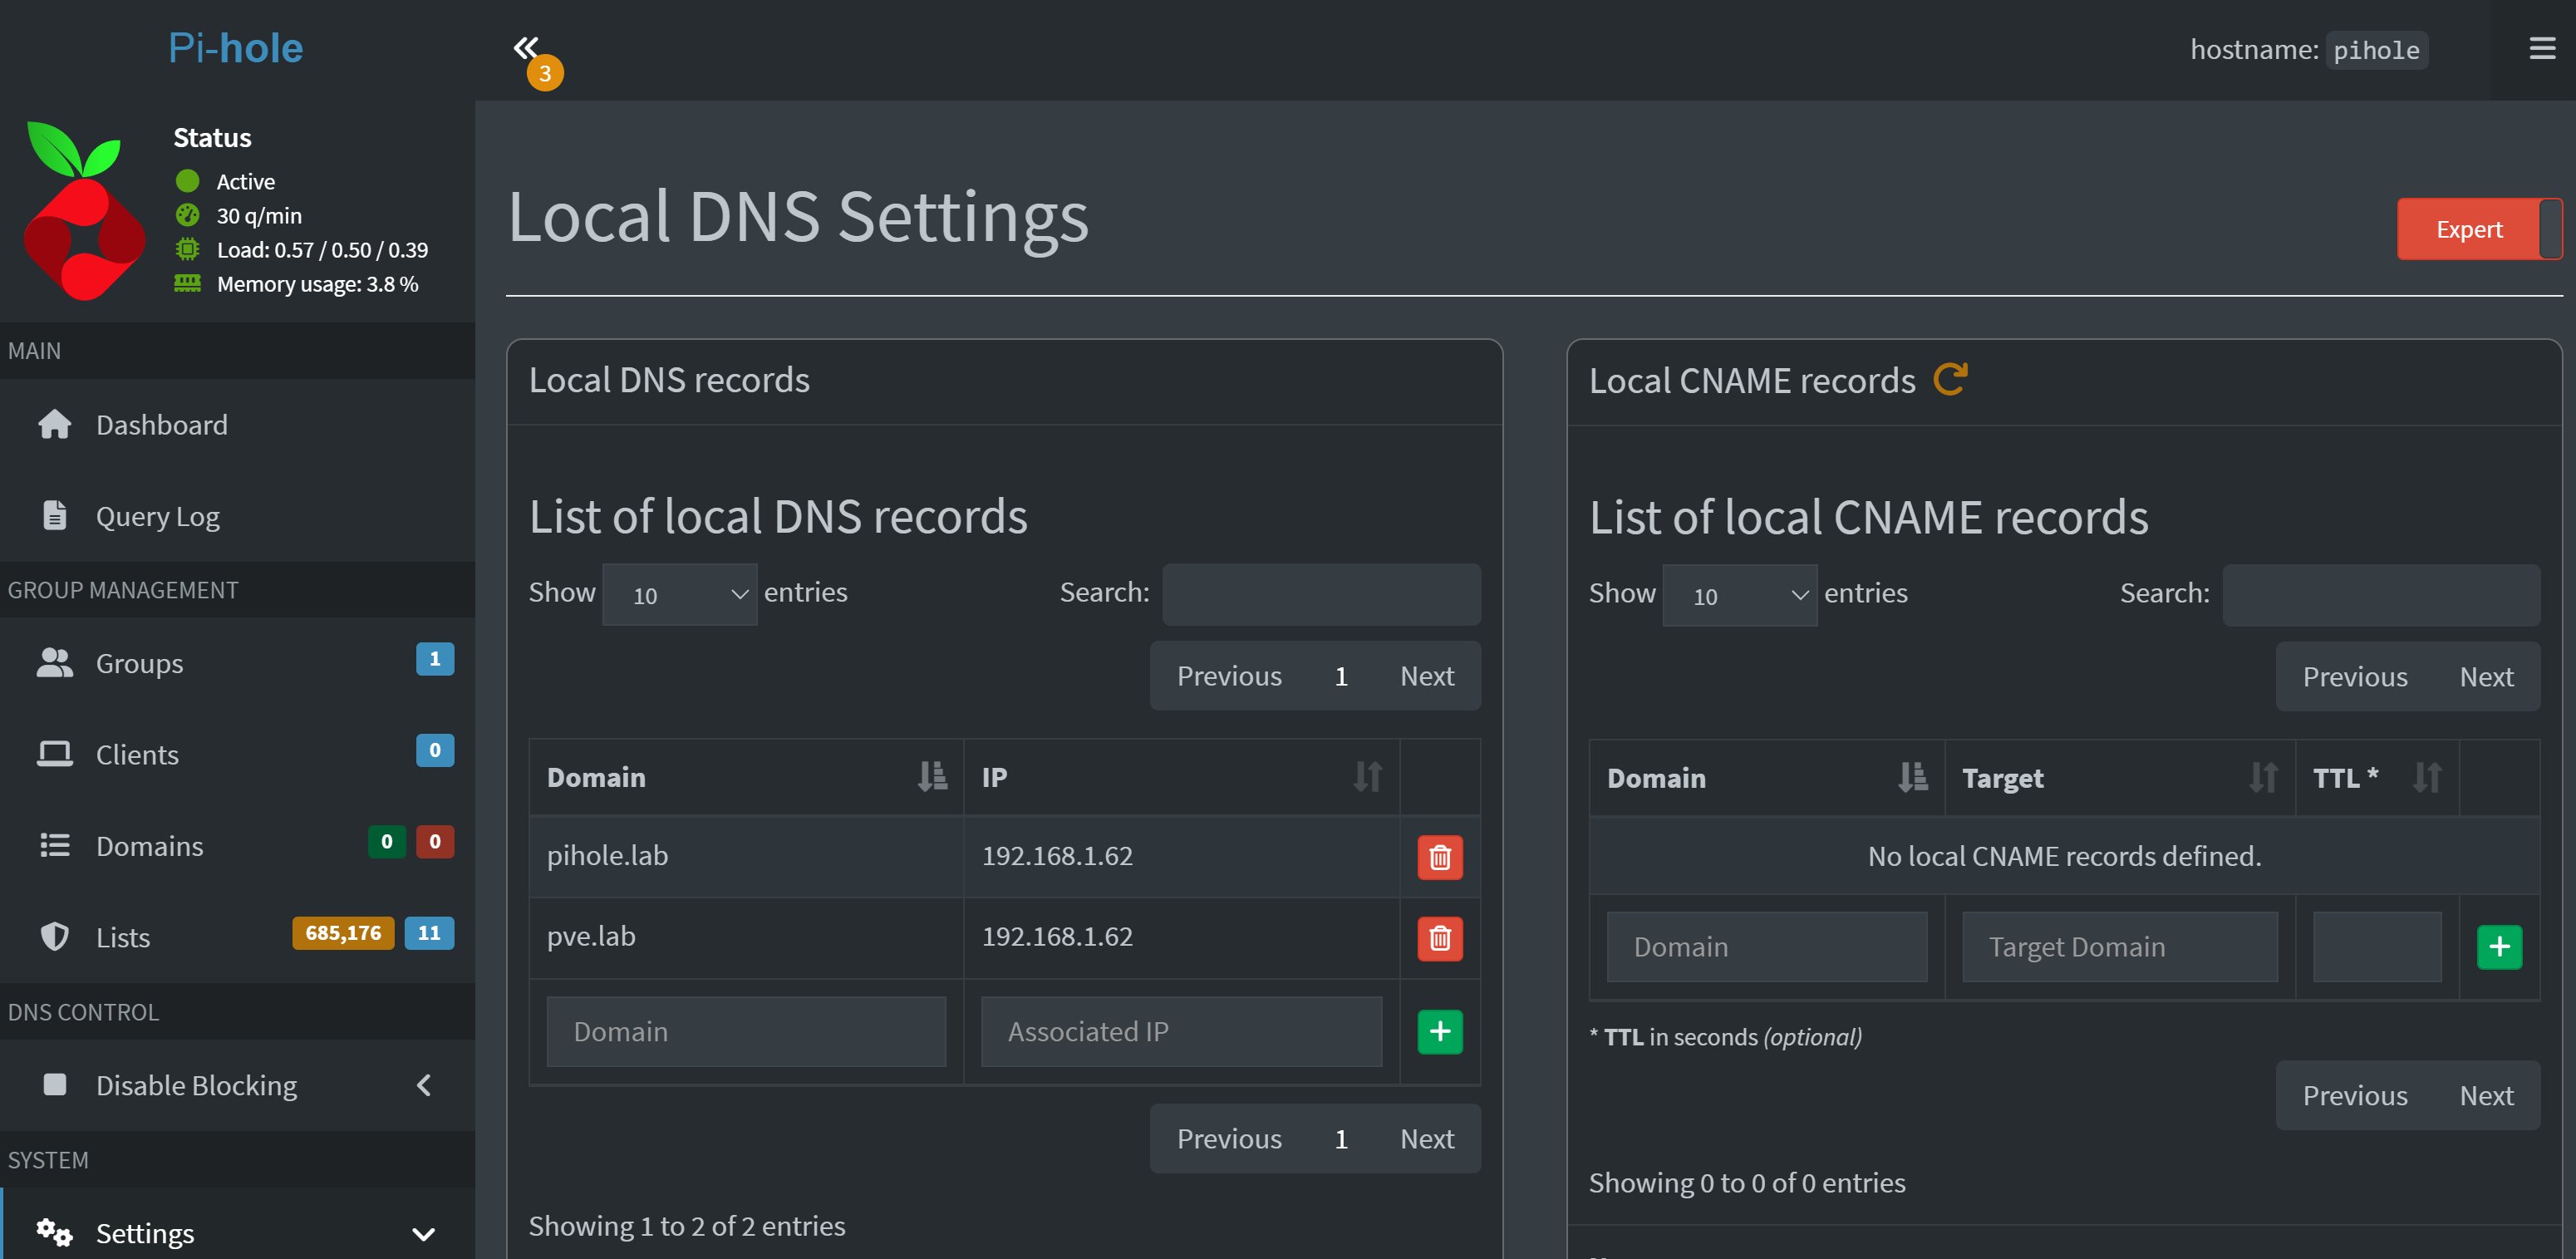 Pi-hole
3
hostname: pihole
Status
Active
30 q/min
Load: 0.57 / 0.50 / 0.39
Memory usage: 3.8 %
MAIN
Dashboard
Query Log
GROUP MANAGEMENT
Groups 1
Clients 0
Domains 0 0
Lists 685,176 11
DNS CONTROL
Disable Blocking
SYSTEM
Settings
Local DNS Settings
Expert
Local DNS records
List of local DNS records
Show 10 entries
Search:
Previous 1 Next
Domain IP
pihole.lab 192.168.1.62
pve.lab 192.168.1.62
Domain Associated IP
Previous 1 Next
Showing 1 to 2 of 2 entries
Local CNAME records
List of local CNAME records
Show 10 entries
Search:
Previous Next
Domain Target TTL *
No local CNAME records defined.
Domain Target Domain
* TTL in seconds (optional)
Previous Next
Showing 0 to 0 of 0 entries